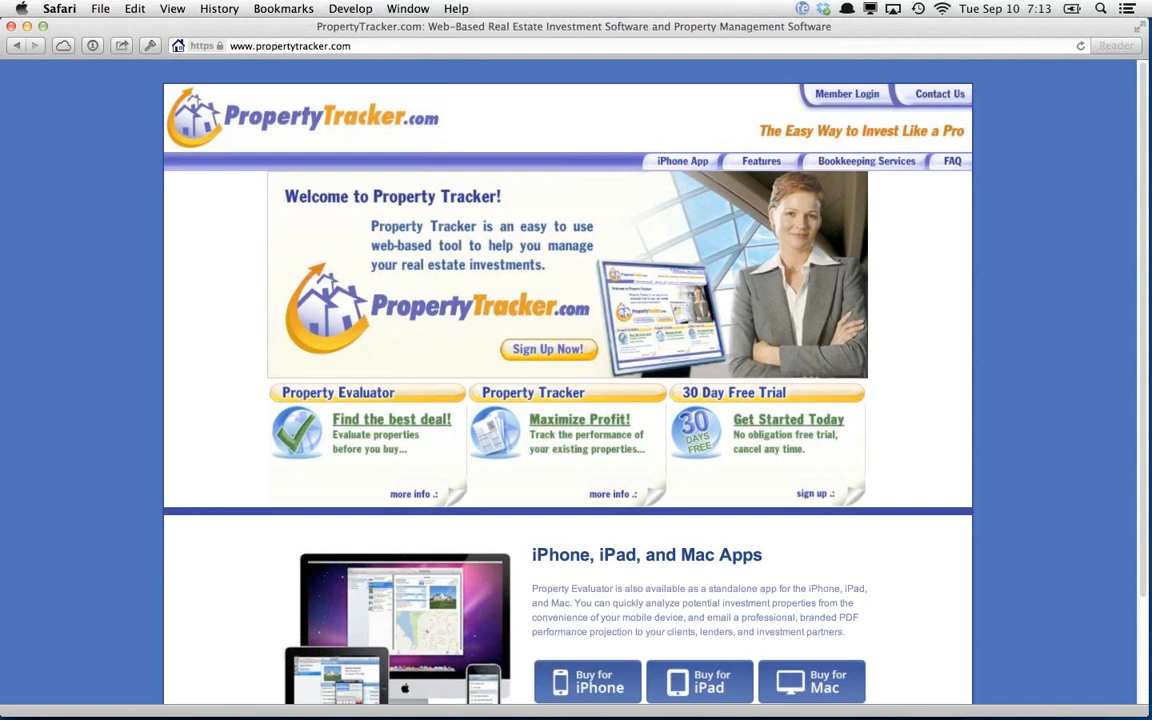 Safari File Edit View History Bookmarks Develop Window Help Tue Sep 10 7:13
PropertyTracker.com: Web-Based Real Estate Investment Software and Property Management Software
https www.propertytracker.com Reader
Member Login Contact Us
PropertyTracker.com
The Easy Way to Invest Like a Pro
iPhone App Features Bookkeeping Services FAQ
Welcome to Property Tracker!
Property Tracker is an easy to use
web-based tool to help you manage
your real estate investments.
PropertyTracker.com
Sign Up Now!
Property Evaluator
Find the best deal!
Evaluate properties
before you buy...
more info .:
Property Tracker
Maximize Profit!
Track the performance of
your existing properties...
more info .:
30 Day Free Trial
30
DAYS
FREE
Get Started Today
No obligation free trial,
cancel any time.
sign up .:
iPhone, iPad, and Mac Apps
Property Evaluator is also available as a standalone app for the iPhone, iPad,
and Mac. You can quickly analyze potential investment properties from the
convenience of your mobile device, and email a professional, branded PDF
performance projection to your clients, lenders, and investment partners.
Buy for
iPhone
Buy for
iPad
Buy for
Mac